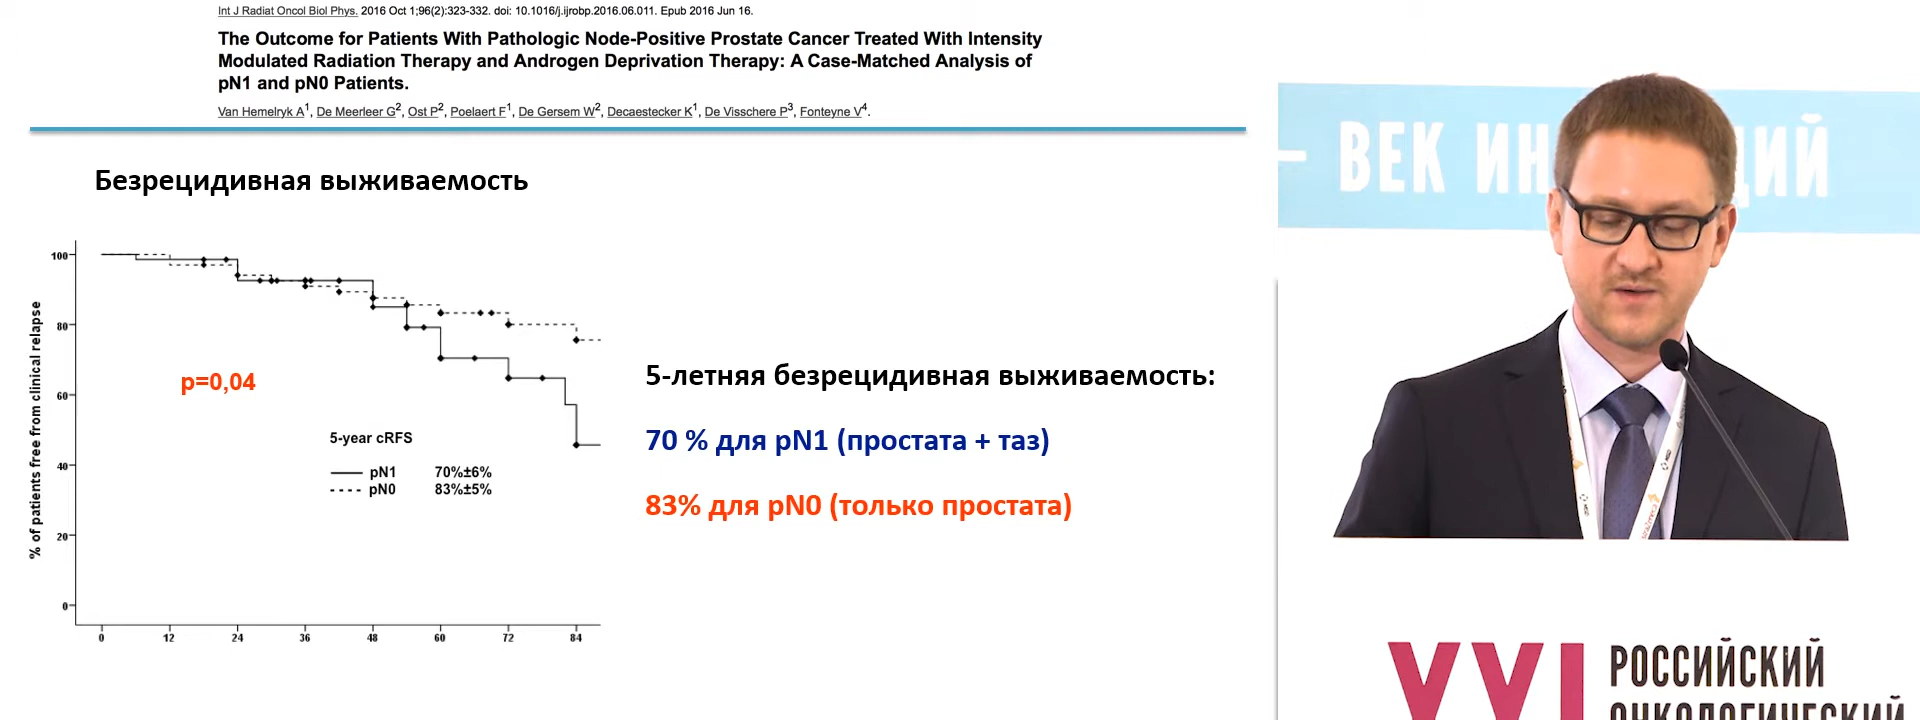 Int J Radiat Oncol Biol Phys. 2016 Oct 1;96(2):323-332. doi: 10.1016/j.ijrobp.2016.06.011. Epub 2016 Jun 16.
The Outcome for Patients With Pathologic Node-Positive Prostate Cancer Treated With Intensity
Modulated Radiation Therapy and Androgen Deprivation Therapy: A Case-Matched Analysis of
pN1 and pN0 Patients.
Van Hemelryk A1, De Meerleer G2, Ost P2, Poelaert F1, De Gersem W2, Decaestecker K1, De Visschere P3, Fonteyne V4.
Безрецидивная выживаемость
% of patients free from clinical relapse
100
80
60
40
20
0
0 12 24 36 48 60 72 84
p=0,04
5-year cRFS
pN1 70%±6%
pN0 83%±5%
5-летняя безрецидивная выживаемость:
70 % для pN1 (простата + таз)
83% для pN0 (только простата)
– ВЕК ИН ЦИЙ
XXI
РОССИЙСКИЙ
ОНКОЛОГИЧЕСКИЙ